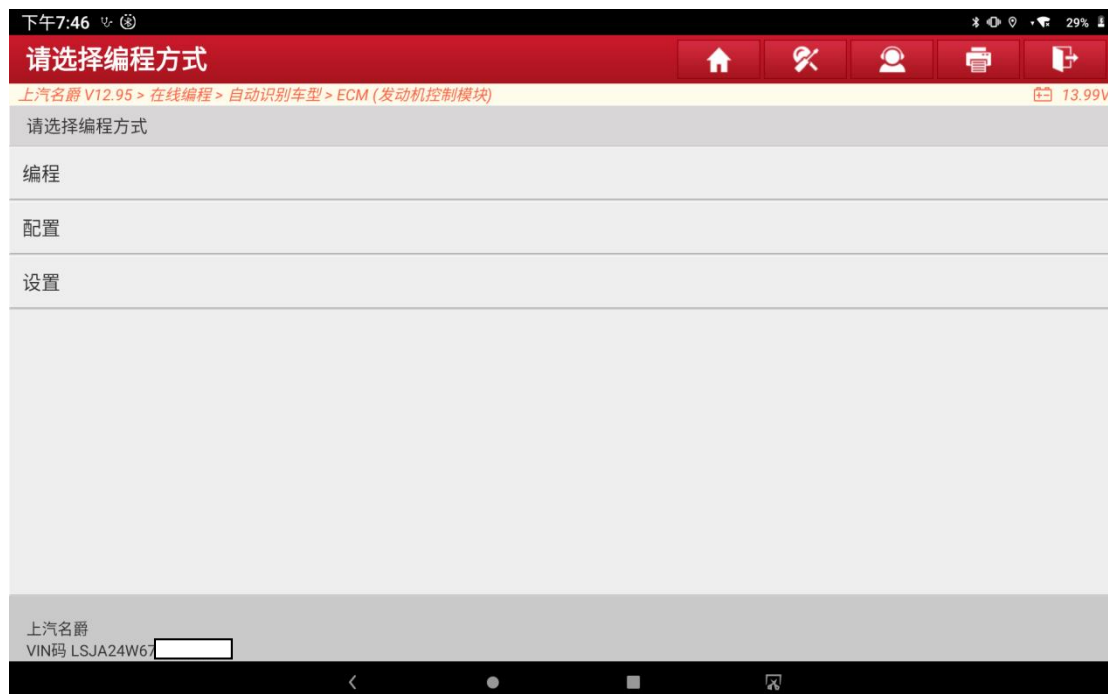 下午7:46
29%
请选择编程方式
上汽名爵 V12.95 > 在线编程 > 自动识别车型 > ECM (发动机控制模块)
13.99V
请选择编程方式
编程
配置
设置
上汽名爵
VIN码 LSJA24W67